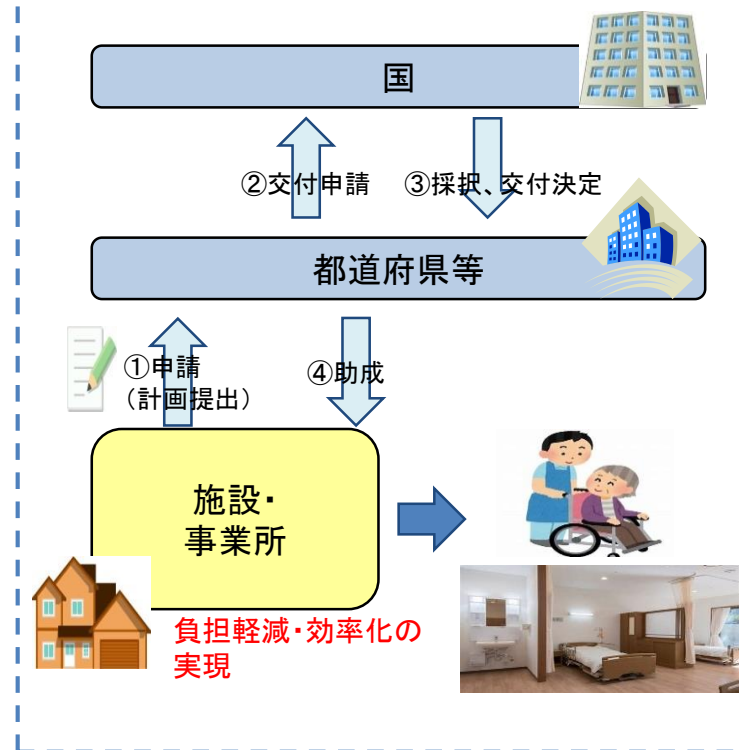 国
②交付申請
③採択、交付決定
都道府県等
①申請
（計画提出）
④助成
施設・
事業所
負担軽減・効率化の
実現